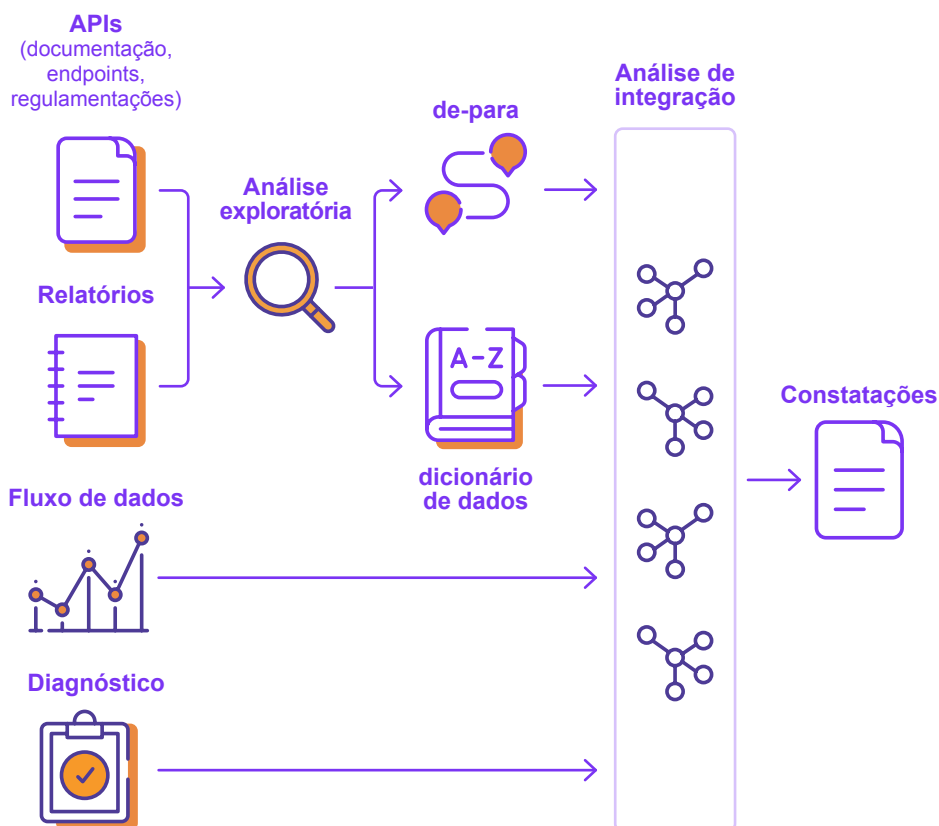 APIs
(documentação,
endpoints,
regulamentações)
Relatórios
Análise
exploratória
de-para
A-Z
dicionário
de dados
Análise de
integração
Fluxo de dados
Diagnóstico
Constatações